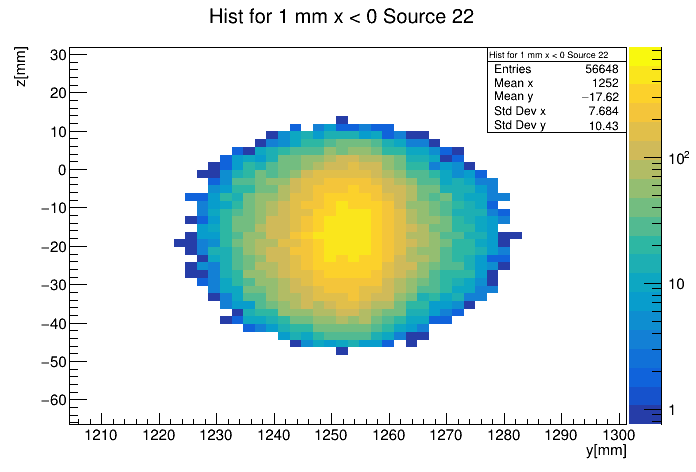 Hist for 1 mm x < 0 Source 22
z[mm]
30
20
10
0
−10
−20
−30
−40
−50
−60
1210 1220 1230 1240 1250 1260 1270 1280 1290 1300
y[mm]
Hist for 1 mm x < 0 Source 22
Entries 56648
Mean x 1252
Mean y −17.62
Std Dev x 7.684
Std Dev y 10.43
10²
10
1